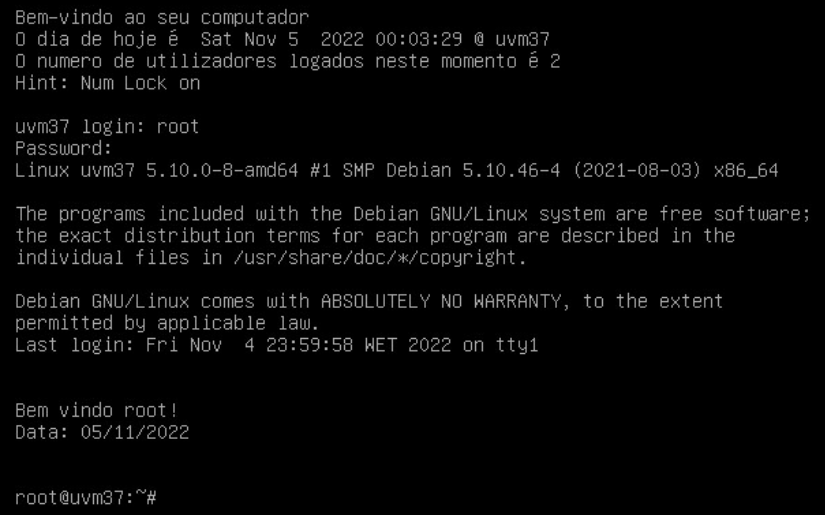 Bem-vindo ao seu computador
O dia de hoje é  Sat Nov 5  2022 00:03:29 @ uvm37
O numero de utilizadores logados neste momento é 2
Hint: Num Lock on
uvm37 login: root
Password:
Linux uvm37 5.10.0-8-amd64 #1 SMP Debian 5.10.46-4 (2021-08-03) x86_64
The programs included with the Debian GNU/Linux system are free software;
the exact distribution terms for each program are described in the
individual files in /usr/share/doc/*/copyright.
Debian GNU/Linux comes with ABSOLUTELY NO WARRANTY, to the extent
permitted by applicable law.
Last login: Fri Nov  4 23:59:58 WET 2022 on tty1
Bem vindo root!
Data: 05/11/2022
root@uvm37:~#